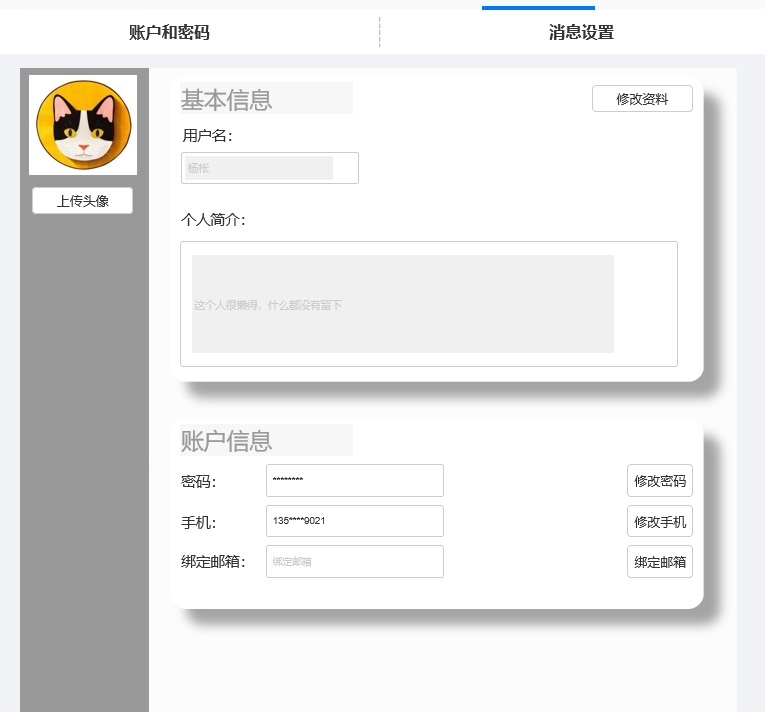 账户和密码
消息设置
上传头像
基本信息
修改资料
用户名：
杨枨
个人简介：
这个人很懒得，什么都没有留下
账户信息
密码：
********
修改密码
手机：
135****9021
修改手机
绑定邮箱：
绑定邮箱
绑定邮箱